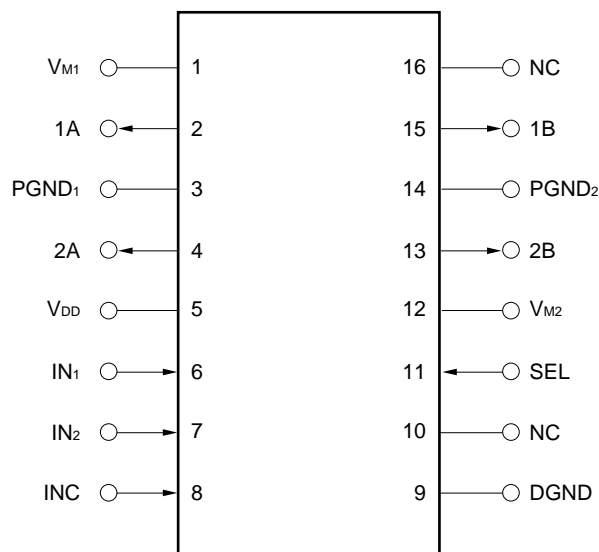 VM1 1 16 NC
1A 2 15 1B
PGND1 3 14 PGND2
2A 4 13 2B
VDD 5 12 VM2
IN1 6 11 SEL
IN2 7 10 NC
INC 8 9 DGND